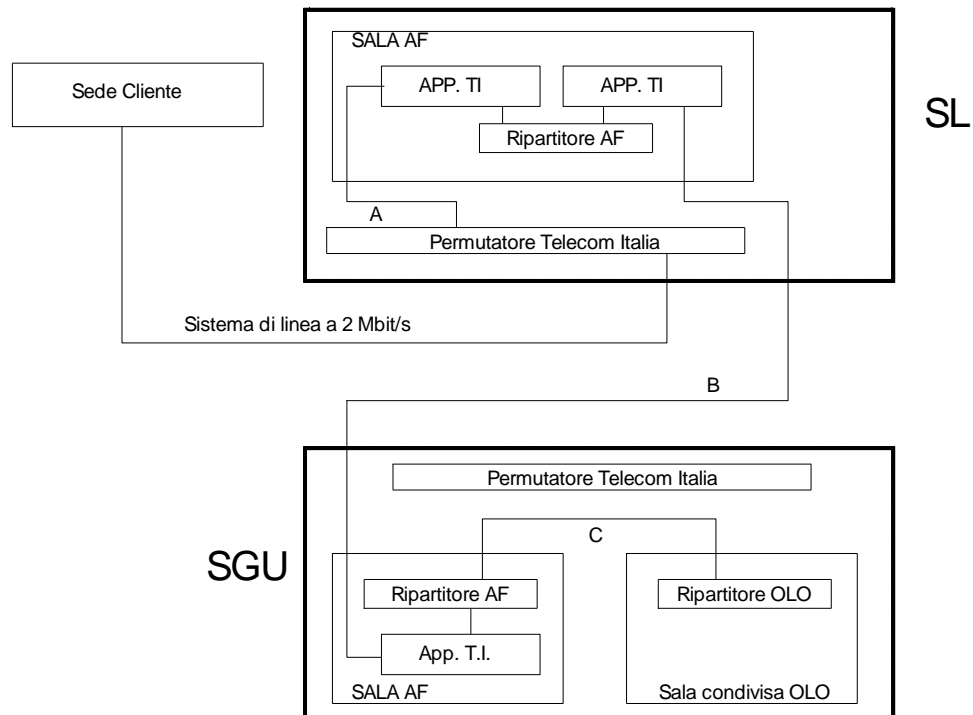 SALA AF
Sede Cliente
APP. TI
APP. TI
SL
Ripartitore AF
A
Permutatore Telecom Italia
Sistema di linea a 2 Mbit/s
B
Permutatore Telecom Italia
C
SGU
Ripartitore AF
Ripartitore OLO
App. T.I.
SALA AF
Sala condivisa OLO